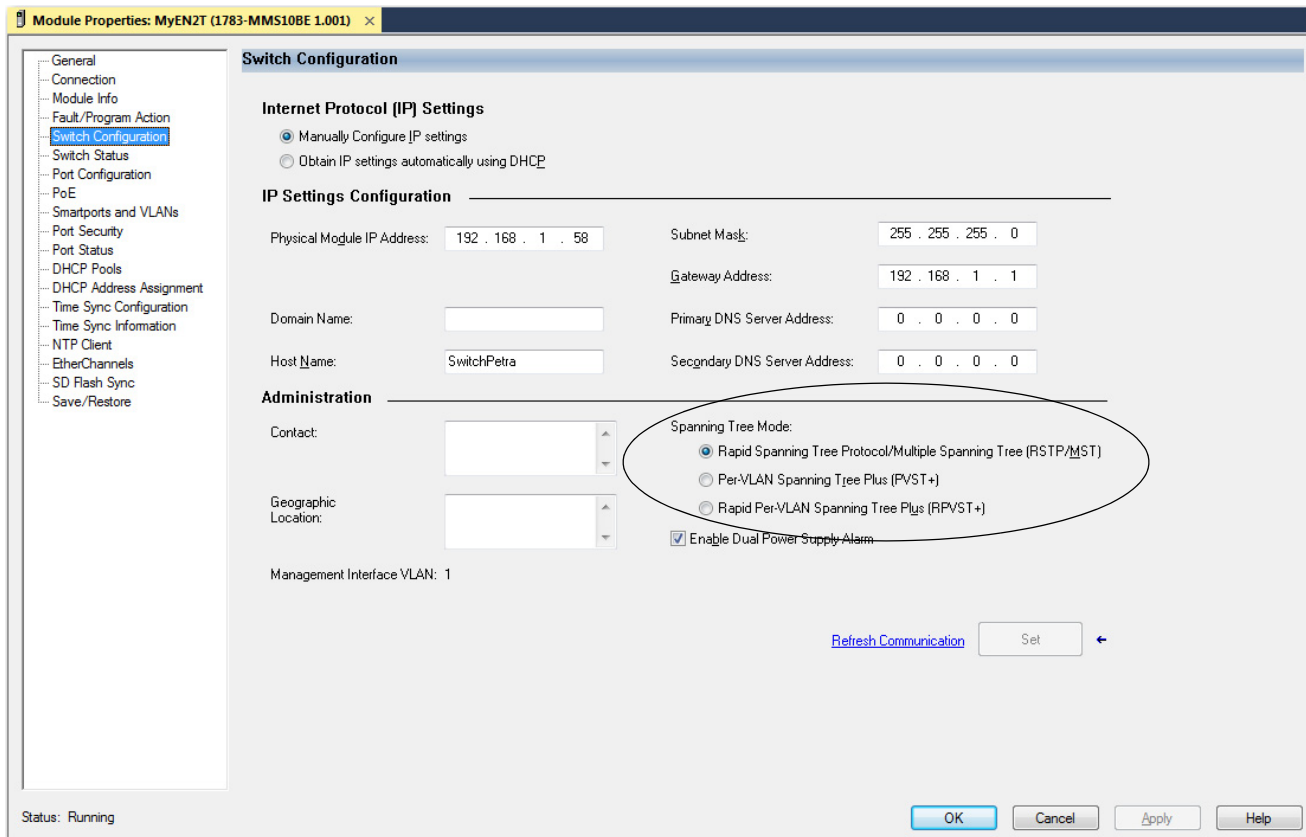 Module Properties: MyEN2T (1783-MMS10BE 1.001) ×
General
Connection
Module Info
Fault/Program Action
Switch Configuration
Switch Status
Port Configuration
PoE
Smartports and VLANs
Port Security
Port Status
DHCP Pools
DHCP Address Assignment
Time Sync Configuration
Time Sync Information
NTP Client
EtherChannels
SD Flash Sync
Save/Restore
Switch Configuration
Internet Protocol (IP) Settings
Manually Configure IP settings
Obtain IP settings automatically using DHCP
IP Settings Configuration
Physical Module IP Address: 192 . 168 . 1 . 58
Subnet Mask: 255 . 255 . 255 . 0
Gateway Address: 192 . 168 . 1 . 1
Domain Name:
Primary DNS Server Address: 0 . 0 . 0 . 0
Host Name: SwitchPetra
Secondary DNS Server Address: 0 . 0 . 0 . 0
Administration
Contact:
Spanning Tree Mode:
Rapid Spanning Tree Protocol/Multiple Spanning Tree (RSTP/MST)
Per-VLAN Spanning Tree Plus (PVST+)
Geographic
Location:
Rapid Per-VLAN Spanning Tree Plus (RPVST+)
Enable Dual Power Supply Alarm
Management Interface VLAN: 1
Refresh Communication
Set
Status: Running
OK
Cancel
Apply
Help